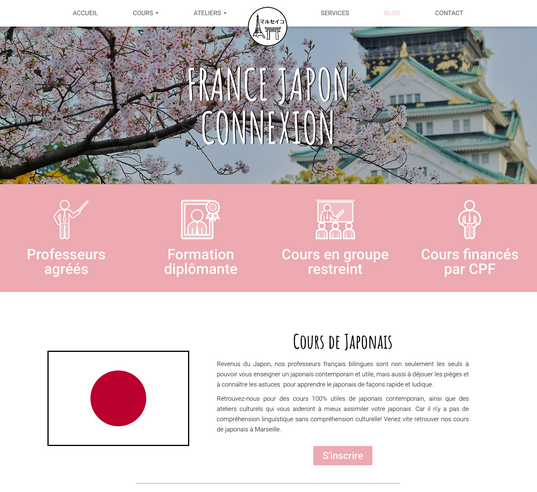 ACCUEIL COURS ATELIERS マルセイユ SERVICES BLOG CONTACT
FRANCE JAPON
CONNEXION
Professeurs
agréés
Formation
diplômante
Cours en groupe
restreint
Cours financés
par CPF
Cours de Japonais
Revenus du Japon, nos professeurs français bilingues sont non seulement les seuls à
pouvoir vous enseigner un japonais contemporain et utile, mais aussi à déjouer les pièges et
à connaître les astuces pour apprendre le japonais de façons rapide et ludique.
Retrouvez-nous pour des cours 100% utiles de japonais contemporain, ainsi que des
ateliers culturels qui vous aideront à mieux assimiler votre japonais. Car il n'y a pas de
compréhension linguistique sans compréhension culturelle! Venez vite retrouver nos cours
de japonais à Marseille.
S'inscrire